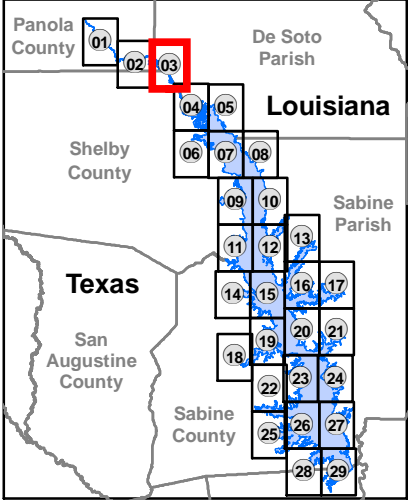 Panola
County
De Soto
Parish
01
02
03
Louisiana
04
05
Shelby
County
06
07
08
Sabine
Parish
09
10
11
12
13
Texas
14
15
16
17
San
Augustine
County
18
19
20
21
22
23
24
Sabine
County
25
26
27
28
29